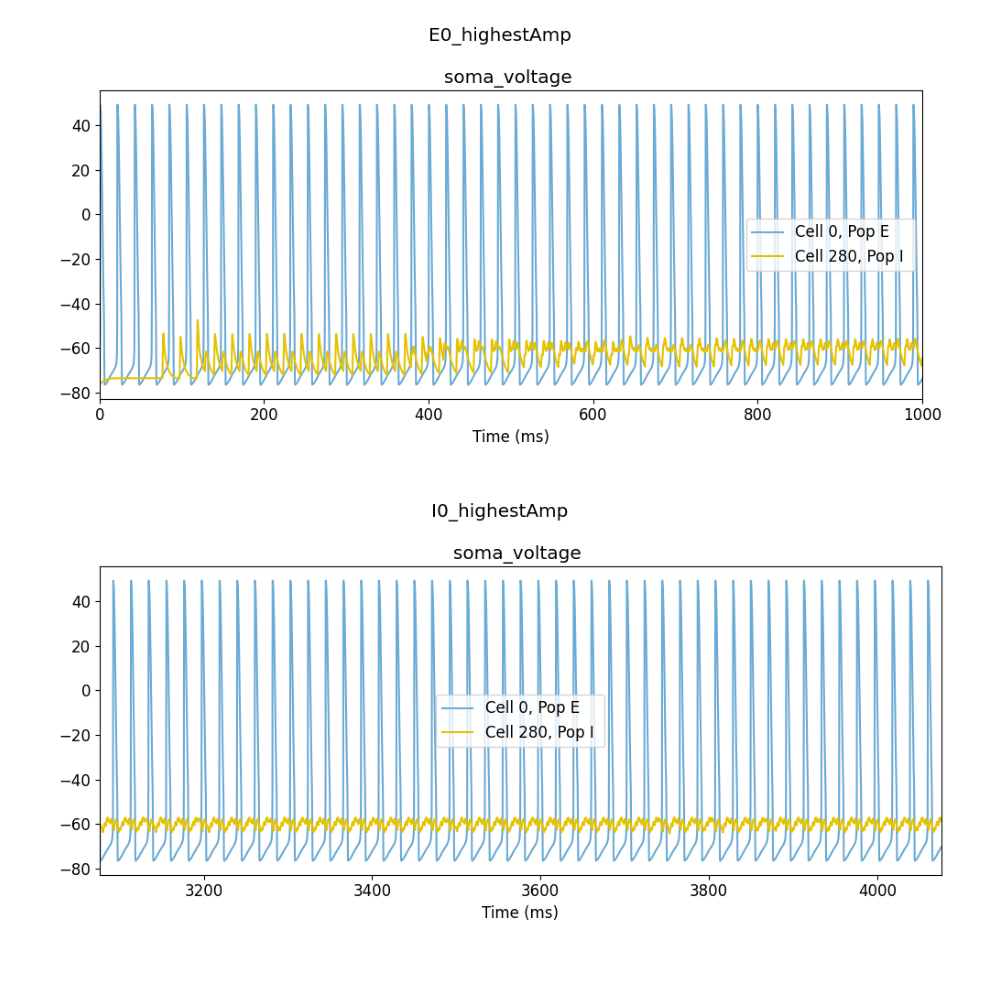 E0_highestAmp
soma_voltage
40
20
0
−20
−40
−60
−80
Cell 0, Pop E
Cell 280, Pop I
0 200 400 600 800 1000
Time (ms)
I0_highestAmp
soma_voltage
40
20
0
−20
−40
−60
−80
Cell 0, Pop E
Cell 280, Pop I
3200 3400 3600 3800 4000
Time (ms)